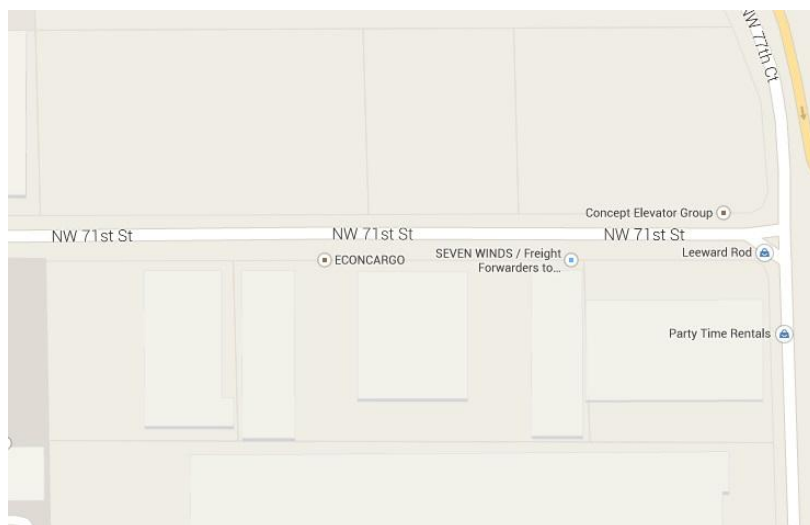 NW 77th Ct
Concept Elevator Group
NW 71st St
NW 71st St
NW 71st St
ECONCARGO
SEVEN WINDS / Freight
Forwarders to...
Leeward Rod
Party Time Rentals